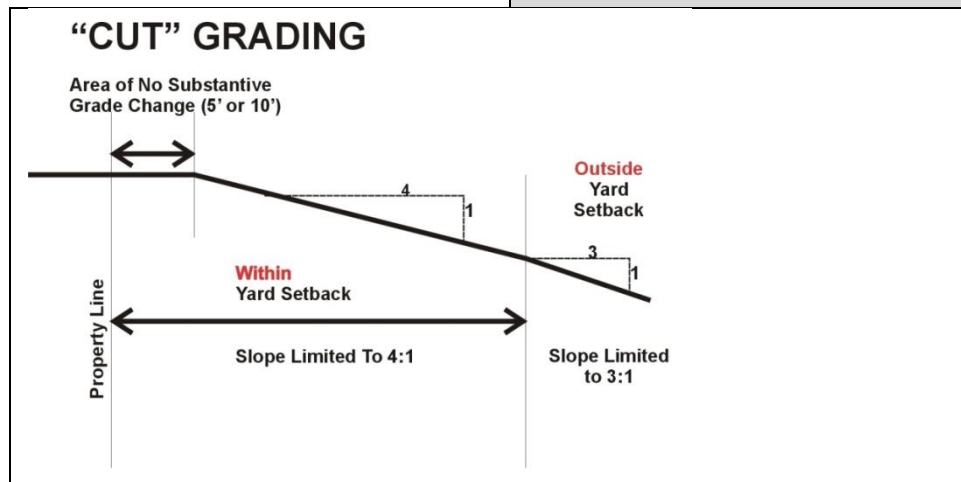 “CUT” GRADING
Area of No Substantive
Grade Change (5’ or 10’)
4
1
Outside
Yard
Setback
3
1
Within
Yard Setback
Property Line
Slope Limited To 4:1
Slope Limited
to 3:1